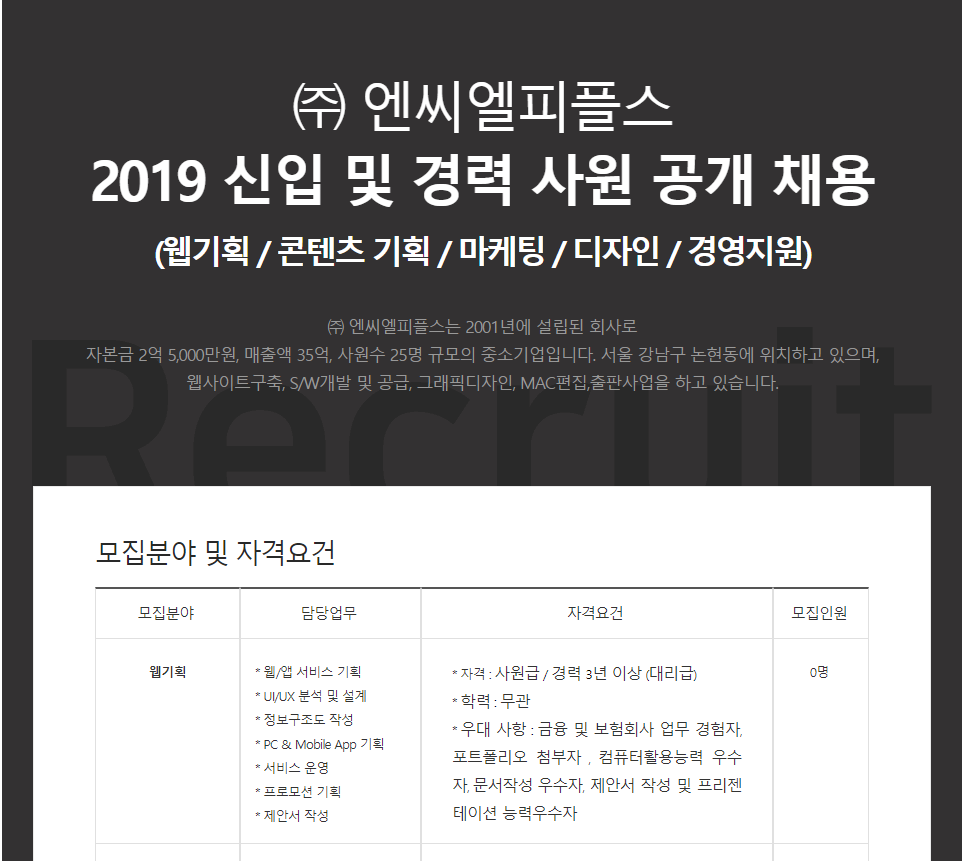 ㈜ 엔씨엘피플스
2019 신입 및 경력 사원 공개 채용
(웹기획 / 콘텐츠 기획 / 마케팅 / 디자인 / 경영지원)
㈜ 엔씨엘피플스는 2001년에 설립된 회사로
자본금 2억 5,000만원, 매출액 35억, 사원수 25명 규모의 중소기업입니다. 서울 강남구 논현동에 위치하고 있으며,
웹사이트구축, S/W개발 및 공급, 그래픽디자인, MAC편집,출판사업을 하고 있습니다.
Recruit
모집분야 및 자격요건
모집분야 담당업무 자격요건 모집인원
웹기획
* 웹/앱 서비스 기획
* UI/UX 분석 및 설계
* 정보구조도 작성
* PC & Mobile App 기획
* 서비스 운영
* 프로모션 기획
* 제안서 작성
* 자격 : 사원급 / 경력 3년 이상 (대리급)
* 학력 : 무관
* 우대 사항 : 금융 및 보험회사 업무 경험자,
포트폴리오 첨부자 , 컴퓨터활용능력 우수
자, 문서작성 우수자, 제안서 작성 및 프리젠
테이션 능력우수자
0명